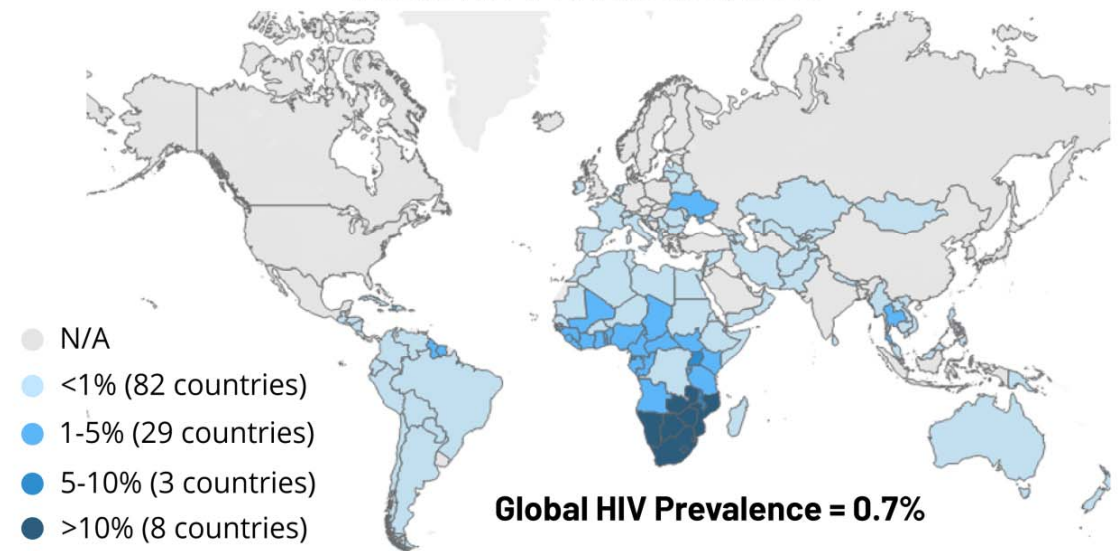 N/A
<1% (82 countries)
1-5% (29 countries)
5-10% (3 countries)
>10% (8 countries)
Global HIV Prevalence = 0.7%